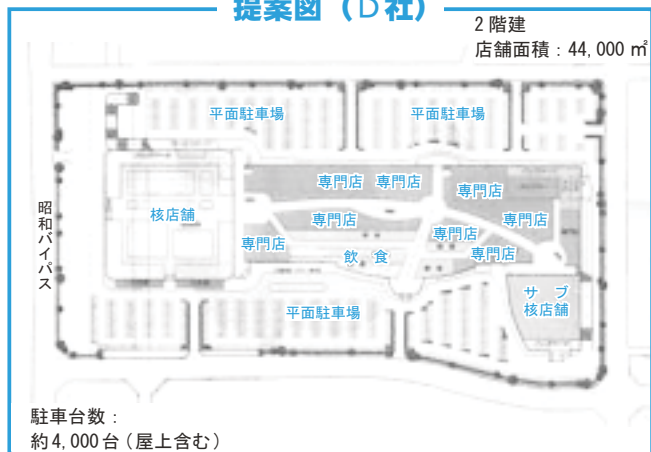 提案図（D社）
2階建
店舗面積：44,000㎡
平面駐車場
平面駐車場
専門店
専門店
専門店
核店舗
専門店
専門店
昭和バイパス
専門店
専門店
専門店
飲食
サブ
核店舗
平面駐車場
駐車台数：
約4,000台（屋上含む）